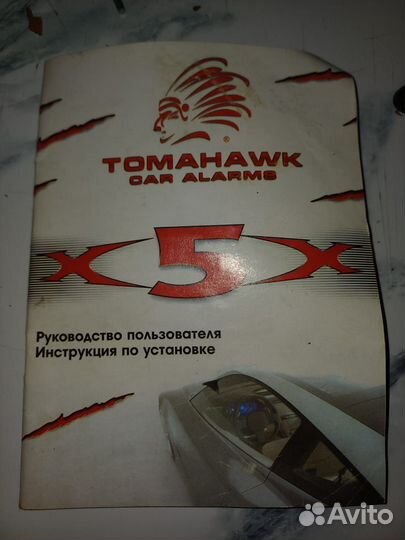 TOMAHAWK
CAR ALARMS
X5X
Руководство пользователя
Инструкция по установке
Avito